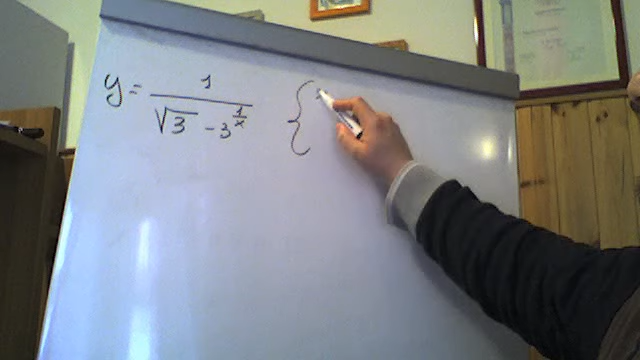 y = 1 / (√3 - 3^(1/x)) {